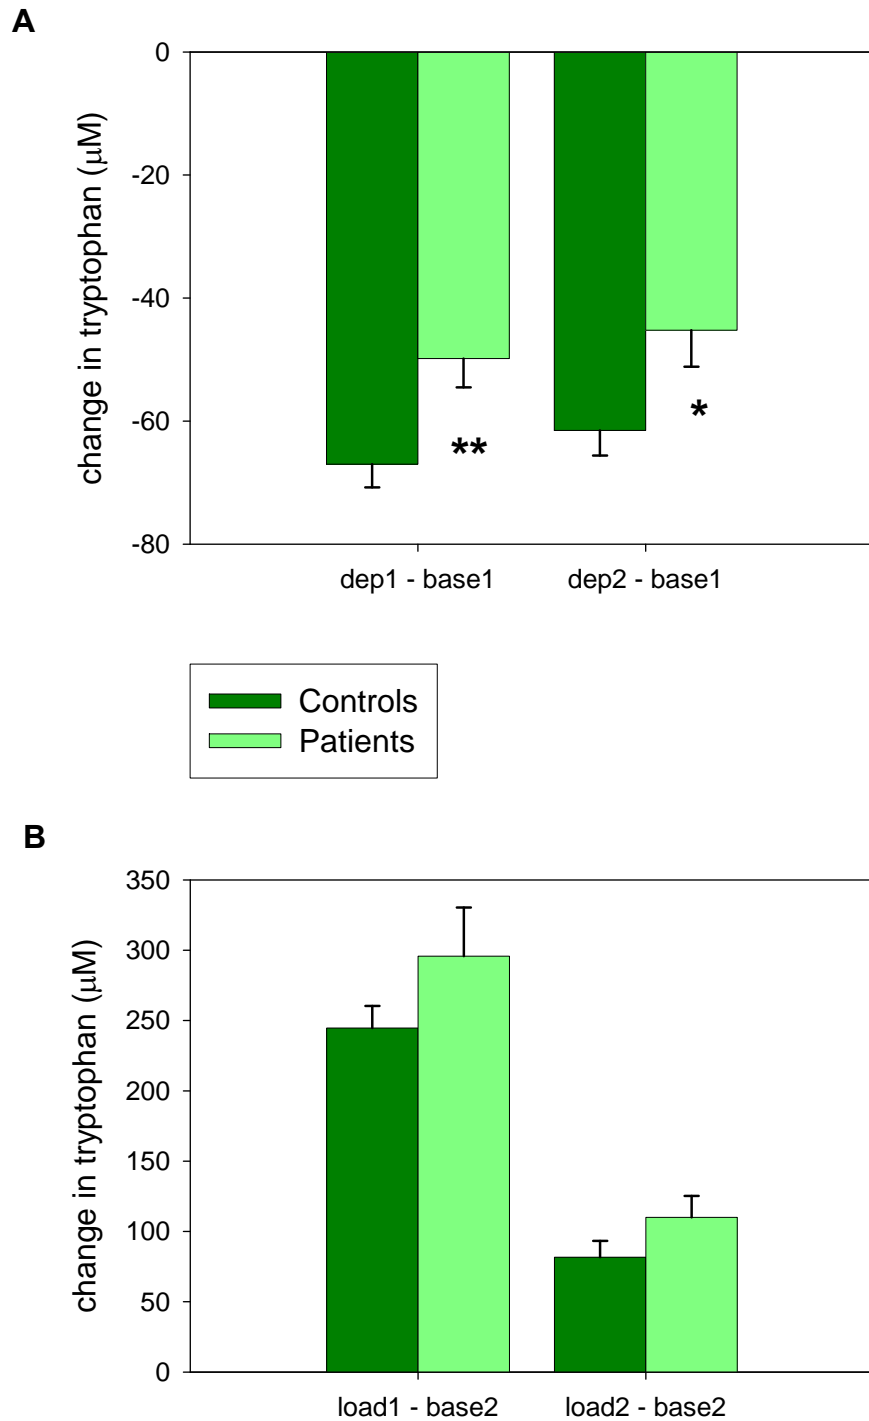 A
change in tryptophan (μM)
0
-20
-40
-60
-80
**
*
dep1 - base1 dep2 - base1
Controls
Patients
B
change in tryptophan (μM)
350
300
250
200
150
100
50
0
load1 - base2 load2 - base2